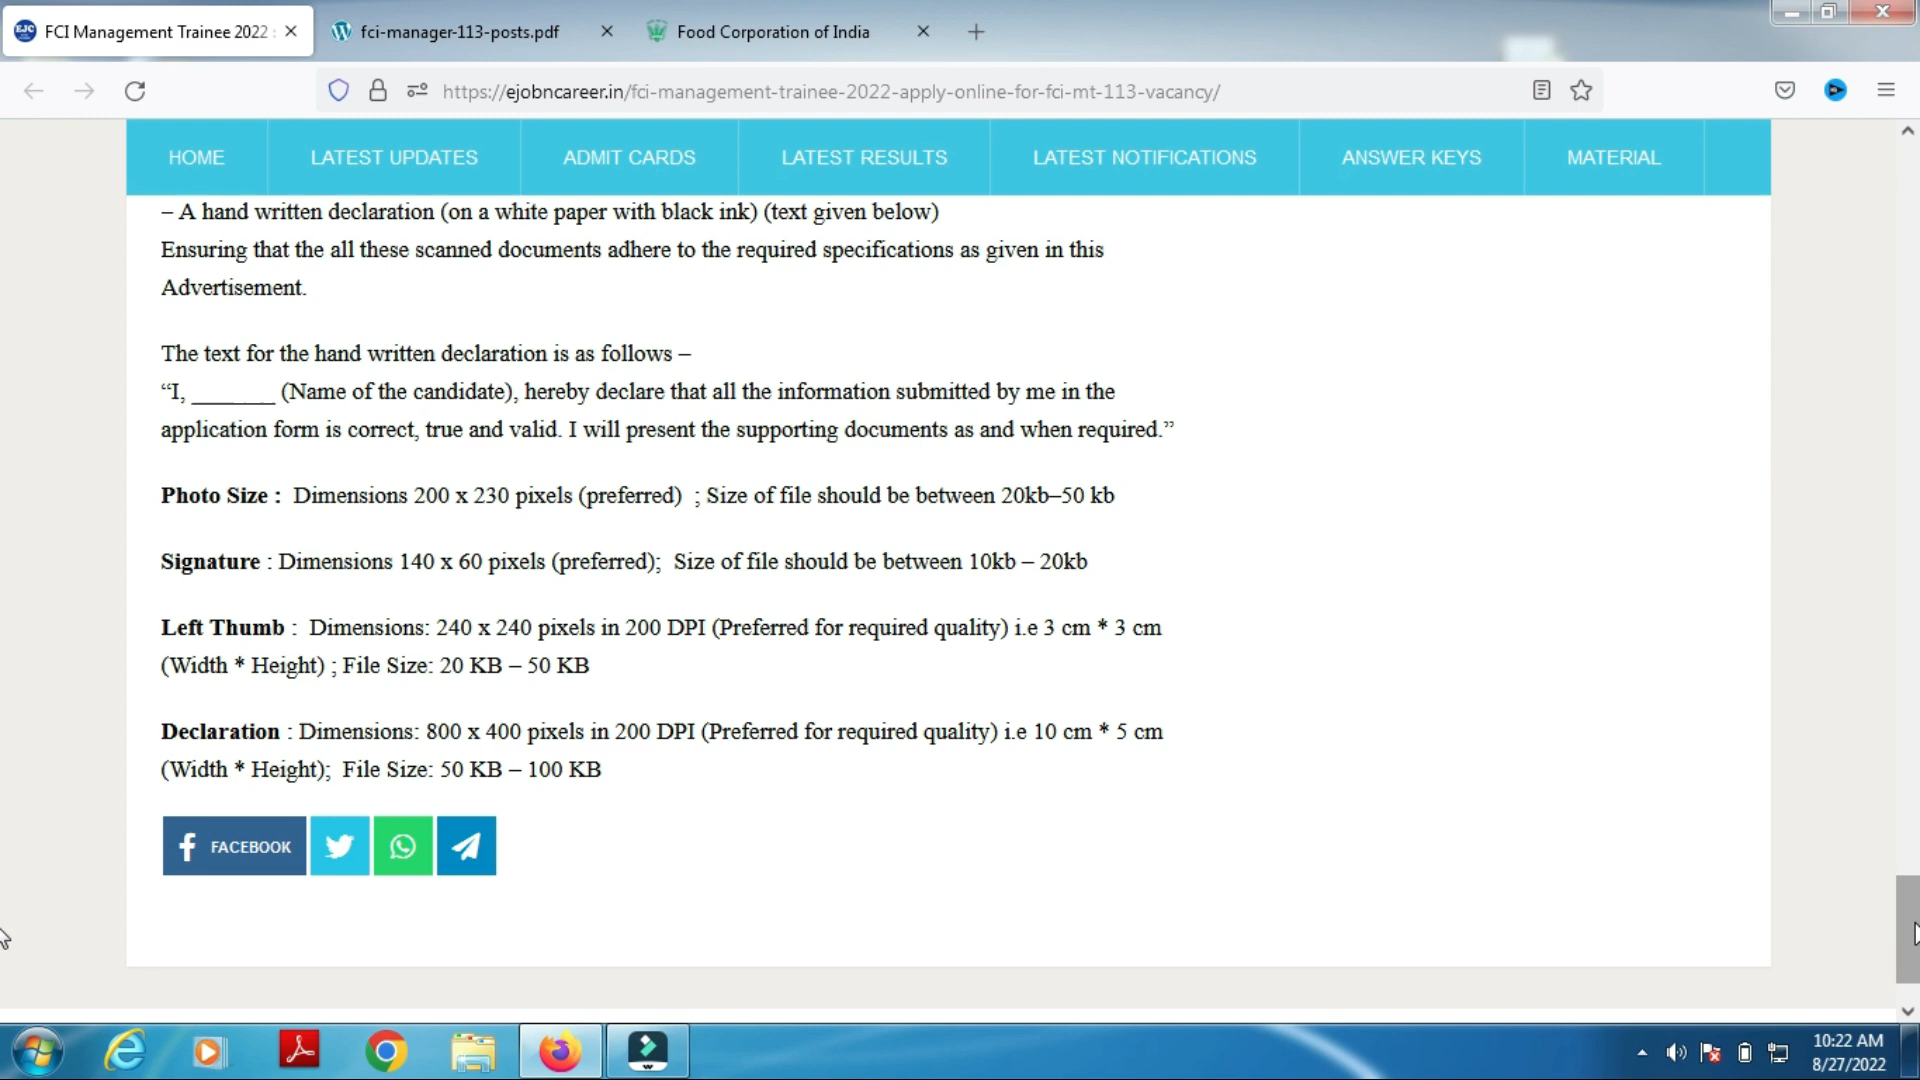 EJC FCI Management Trainee 2022 :
fci-manager-113-posts.pdf
Food Corporation of India
https://ejobncareer.in/fci-management-trainee-2022-apply-online-for-fci-mt-113-vacancy/
HOME LATEST UPDATES ADMIT CARDS LATEST RESULTS LATEST NOTIFICATIONS ANSWER KEYS MATERIAL
– A hand written declaration (on a white paper with black ink) (text given below)
Ensuring that the all these scanned documents adhere to the required specifications as given in this
Advertisement.
The text for the hand written declaration is as follows –
“I, _______ (Name of the candidate), hereby declare that all the information submitted by me in the
application form is correct, true and valid. I will present the supporting documents as and when required.”
Photo Size : Dimensions 200 x 230 pixels (preferred) ; Size of file should be between 20kb–50 kb
Signature : Dimensions 140 x 60 pixels (preferred); Size of file should be between 10kb – 20kb
Left Thumb : Dimensions: 240 x 240 pixels in 200 DPI (Preferred for required quality) i.e 3 cm * 3 cm
(Width * Height) ; File Size: 20 KB – 50 KB
Declaration : Dimensions: 800 x 400 pixels in 200 DPI (Preferred for required quality) i.e 10 cm * 5 cm
(Width * Height); File Size: 50 KB – 100 KB
FACEBOOK
10:22 AM
8/27/2022